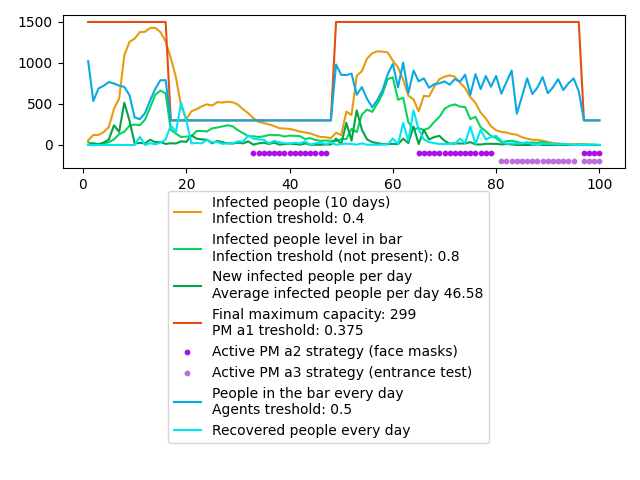 1500
1000
500
0
0
20
40
60
80
100
Infected people (10 days)
Infection treshold: 0.4
Infected people level in bar
Infection treshold (not present): 0.8
New infected people per day
Average infected people per day 46.58
Final maximum capacity: 299
PM a1 treshold: 0.375
Active PM a2 strategy (face masks)
Active PM a3 strategy (entrance test)
People in the bar every day
Agents treshold: 0.5
Recovered people every day